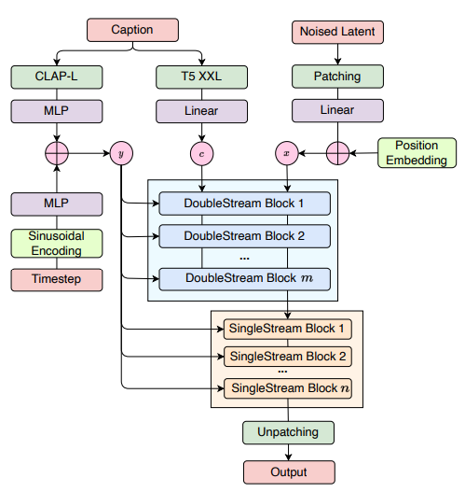 Caption
Noised Latent
CLAP-L
T5 XXL
Patching
MLP
Linear
Linear
y
c
x
Position
Embedding
MLP
Sinusoidal
Encoding
Timestep
DoubleStream Block 1
DoubleStream Block 2
...
DoubleStream Block m
SingleStream Block 1
SingleStream Block 2
...
SingleStream Block n
Unpatching
Output